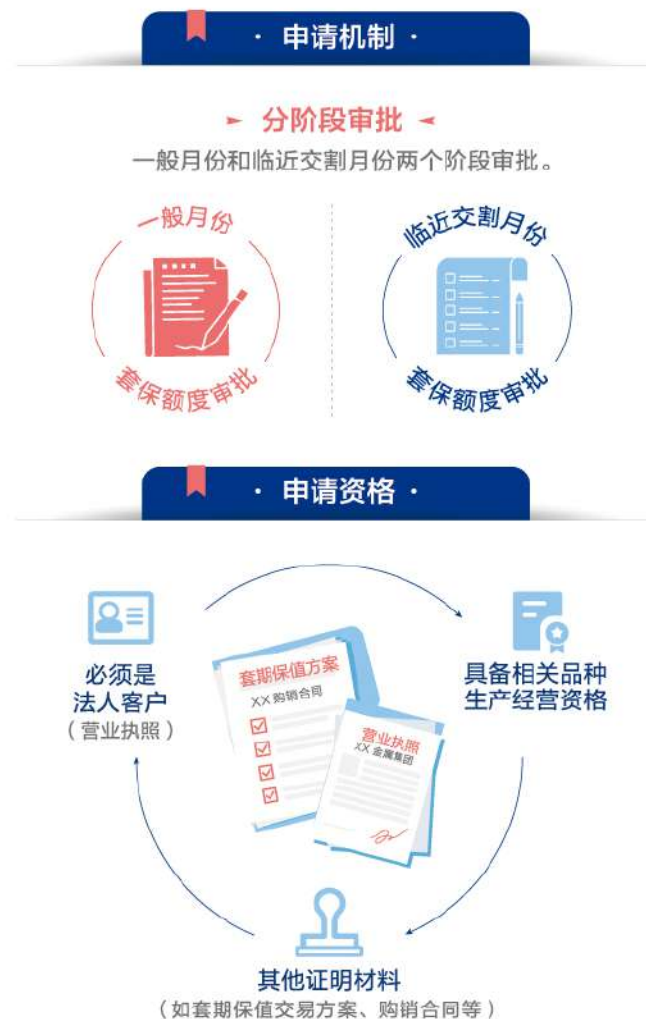 · 申请机制 ·
分阶段审批
一般月份和临近交割月份两个阶段审批。
一般月份
套保额度审批
临近交割月份
套保额度审批
· 申请资格 ·
必须是
法人客户
（营业执照）
套期保值方案
XX 购销合同
营业执照
XX 金属集团
具备相关品种
生产经营资格
其他证明材料
（如套期保值交易方案、购销合同等）